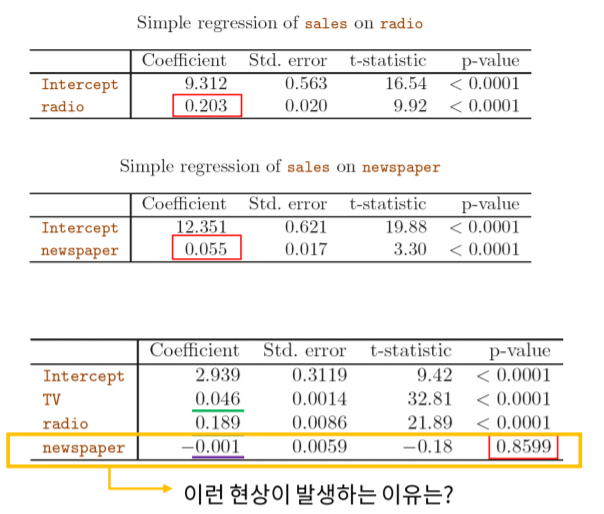 Simple regression of sales on radio
Coefficient Std. error t-statistic p-value
Intercept 9.312 0.563 16.54 < 0.0001
radio 0.203 0.020 9.92 < 0.0001
Simple regression of sales on newspaper
Coefficient Std. error t-statistic p-value
Intercept 12.351 0.621 19.88 < 0.0001
newspaper 0.055 0.017 3.30 < 0.0001
Coefficient Std. error t-statistic p-value
Intercept 2.939 0.3119 9.42 < 0.0001
TV 0.046 0.0014 32.81 < 0.0001
radio 0.189 0.0086 21.89 < 0.0001
newspaper −0.001 0.0059 −0.18 0.8599
이런 현상이 발생하는 이유는?